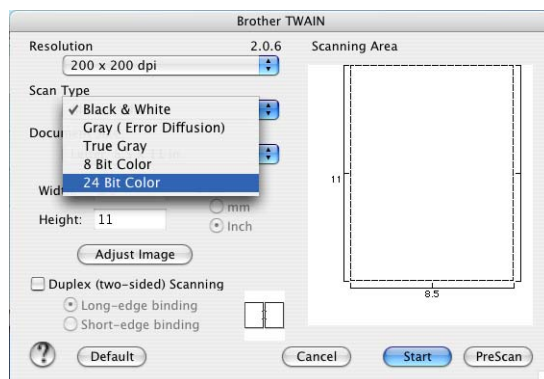 Brother TWAIN
Resolution 2.0.6
200 x 200 dpi
Scan Type
✓ Black & White
Gray ( Error Diffusion)
True Gray
8 Bit Color
24 Bit Color
Height: 11
mm
Inch
Adjust Image
Duplex (two-sided) Scanning
Long-edge binding
Short-edge binding
? Default
Scanning Area
11
8.5
Cancel Start PreScan